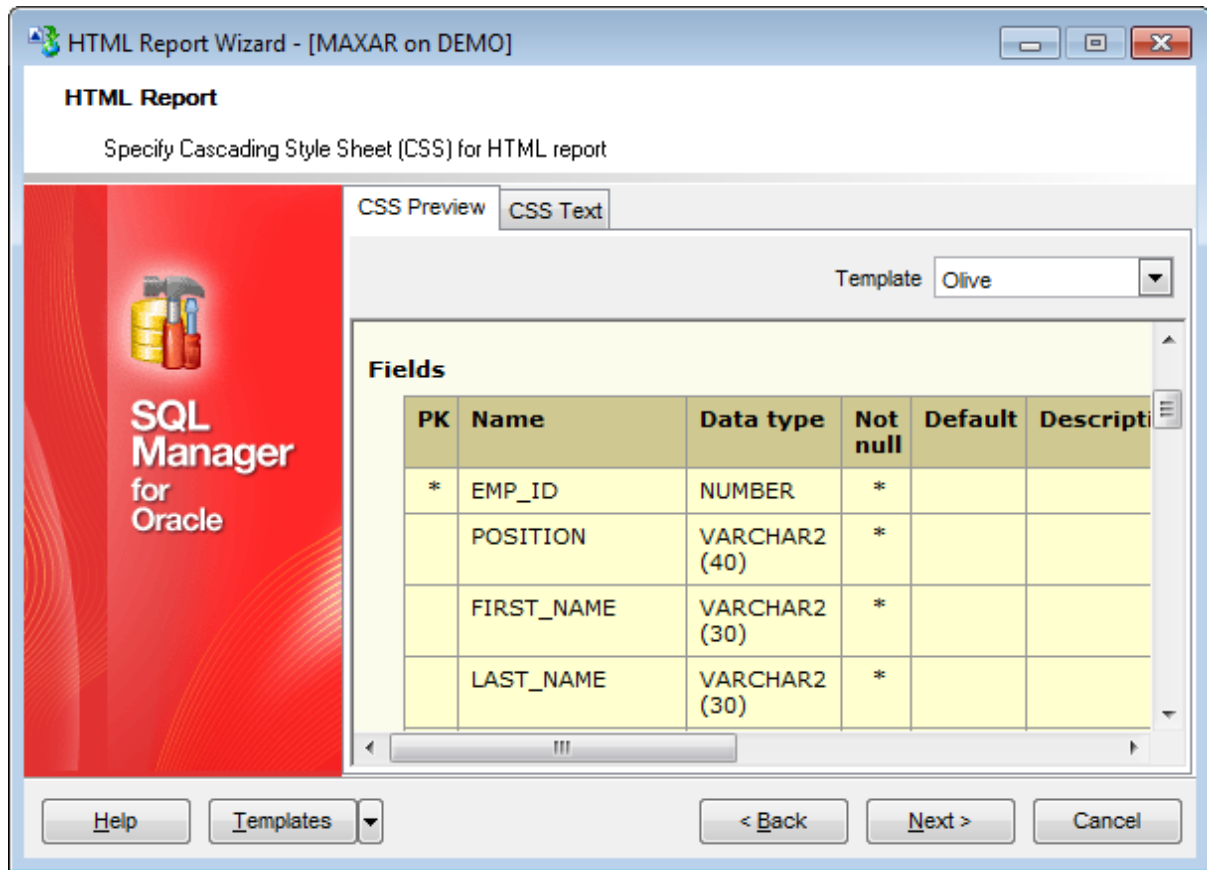 HTML Report Wizard - [MAXAR on DEMO]
HTML Report
Specify Cascading Style Sheet (CSS) for HTML report
SQL
Manager
for
Oracle
CSS Preview CSS Text
Template Olive
Fields
PK Name Data type Not null Default Descripti
* EMP_ID NUMBER *
POSITION VARCHAR2 (40) *
FIRST_NAME VARCHAR2 (30) *
LAST_NAME VARCHAR2 (30) *
Help Templates < Back Next > Cancel